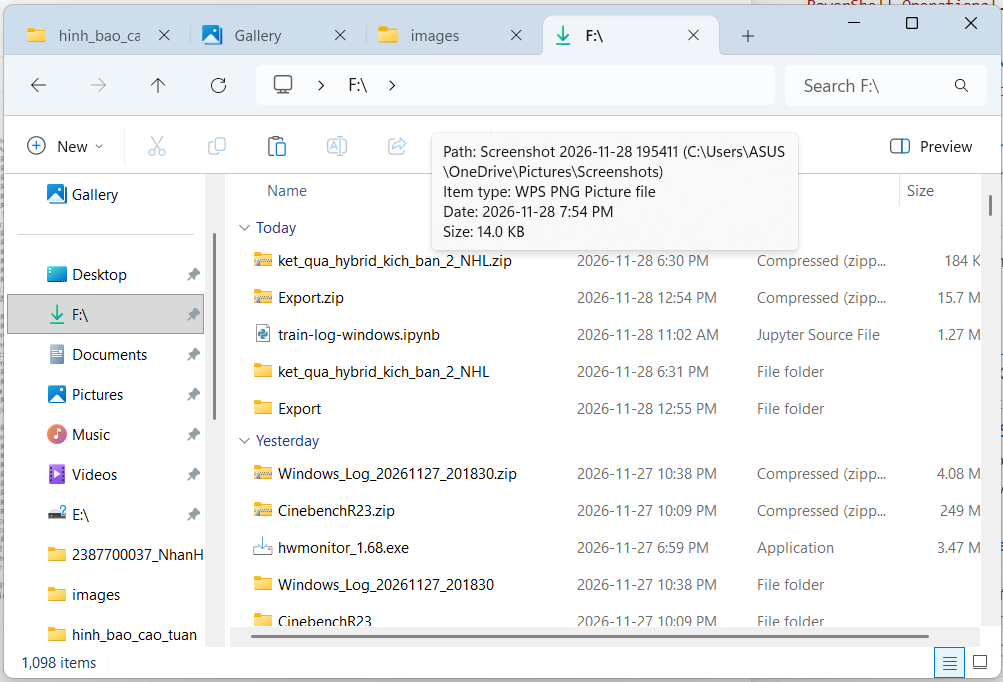 PowerShell Operational
hinh_bao_ca
Gallery
images
F:\
F:\
Search F:\
New
Preview
Path: Screenshot 2026-11-28 195411 (C:\Users\ASUS
\OneDrive\Pictures\Screenshots)
Item type: WPS PNG Picture file
Date: 2026-11-28 7:54 PM
Size: 14.0 KB
Gallery
Desktop
F:\
Documents
Pictures
Music
Videos
E:\
2387700037_NhanH
images
hinh_bao_cao_tuan
Name Size
Today
ket_qua_hybrid_kich_ban_2_NHL.zip 2026-11-28 6:30 PM Compressed (zipp... 184 K
Export.zip 2026-11-28 12:54 PM Compressed (zipp... 15.7 M
train-log-windows.ipynb 2026-11-28 11:02 AM Jupyter Source File 1.27 M
ket_qua_hybrid_kich_ban_2_NHL 2026-11-28 6:31 PM File folder
Export 2026-11-28 12:55 PM File folder
Yesterday
Windows_Log_20261127_201830.zip 2026-11-27 10:38 PM Compressed (zipp... 4.08 M
CinebenchR23.zip 2026-11-27 10:09 PM Compressed (zipp... 249 M
hwmonitor_1.68.exe 2026-11-27 6:59 PM Application 3.47 M
Windows_Log_20261127_201830 2026-11-27 10:38 PM File folder
CinebenchR23 2026-11-27 10:09 PM File folder
1,098 items